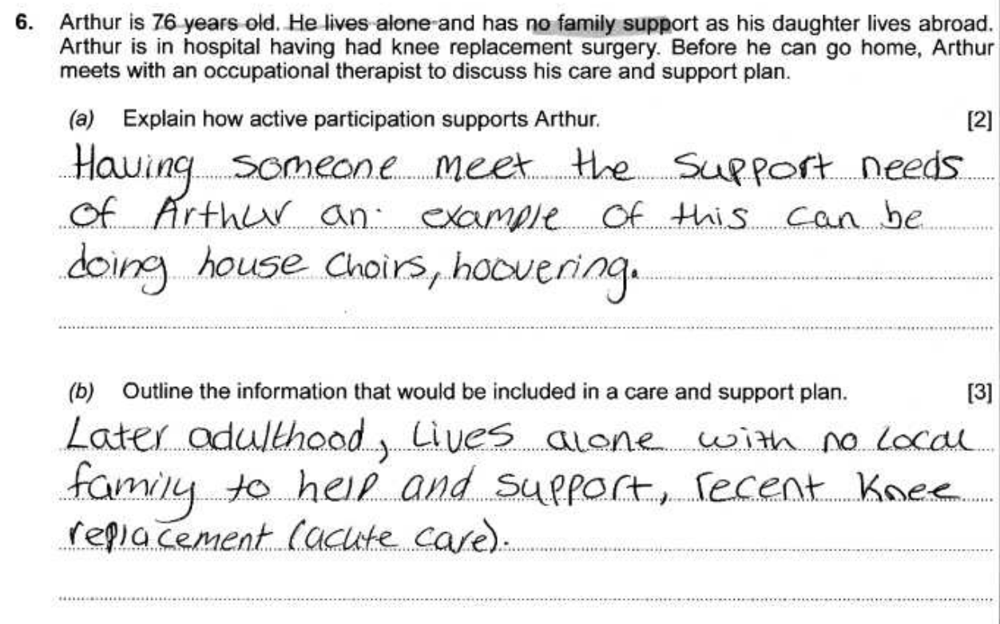 6. Arthur is 76 years old. He lives alone and has no family support as his daughter lives abroad.
Arthur is in hospital having had knee replacement surgery. Before he can go home, Arthur
meets with an occupational therapist to discuss his care and support plan.
(a) Explain how active participation supports Arthur. [2]
Having someone meet the support needs
of Arthur an example of this can be
doing house Choirs, hoovering.
(b) Outline the information that would be included in a care and support plan. [3]
Later adulthood, Lives alone with no local
family to help and support, recent Knee
replacement (acute care).